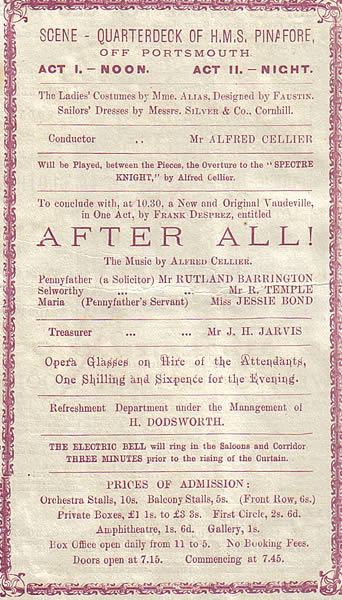 SCENE - QUARTERDECK OF H.M.S. PINAFORE,
OFF PORTSMOUTH.
ACT I.—NOON. ACT II.—NIGHT.
The Ladies' Costumes by Mme. ALIAS, Designed by FAUSTIN.
Sailors' Dresses by Messrs. SILVER & Co., Cornhill.
Conductor .. Mr ALFRED CELLIER
Will be Played, between the Pieces, the Overture to the "SPECTRE
KNIGHT," by Alfred Cellier.
To conclude with, at 10.30, a New and Original Vaudeville,
in One Act, by FRANK DESPREZ, entitled
AFTER ALL!
The Music by ALFRED CELLIER.
Pennyfather (a Solicitor) Mr RUTLAND BARRINGTON
Selworthy ... ... ... Mr R. TEMPLE
Maria (Pennyfather's Servant) Miss JESSIE BOND
Treasurer ... ... Mr J. H. JARVIS
Opera Glasses on Hire of the Attendants,
One Shilling and Sixpence for the Evening.
Refreshment Department under the Management of
H. DODSWORTH.
THE ELECTRIC BELL will ring in the Saloons and Corridor
THREE MINUTES prior to the rising of the Curtain.
PRICES OF ADMISSION:
Orchestra Stalls, 10s. Balcony Stalls, 5s. (Front Row, 6s.)
Private Boxes, £1 1s. to £3 3s. First Circle, 2s. 6d.
Amphitheatre, 1s. 6d. Gallery, 1s.
Box Office open daily from 11 to 5. No Booking Fees.
Doors open at 7.15. Commencing at 7.45.